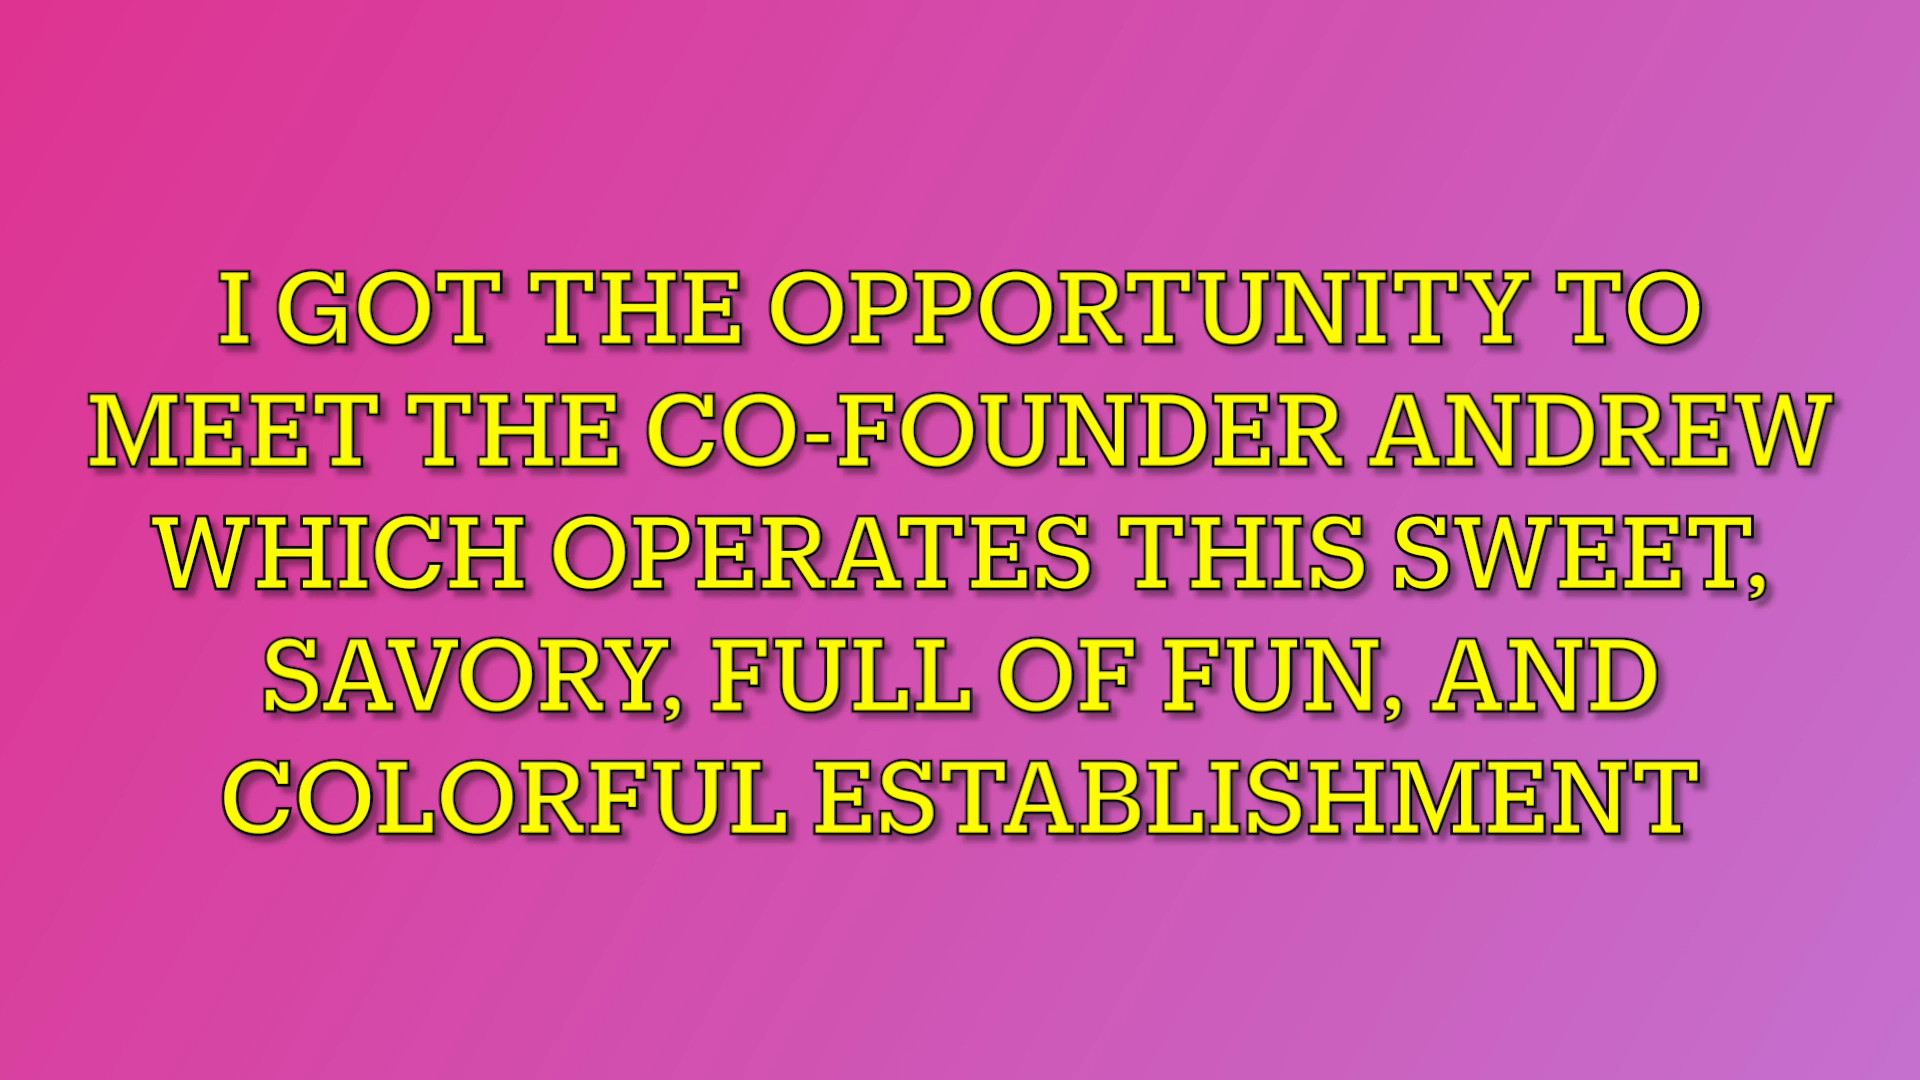 I GOT THE OPPORTUNITY TO
MEET THE CO-FOUNDER ANDREW
WHICH OPERATES THIS SWEET,
SAVORY, FULL OF FUN, AND
COLORFUL ESTABLISHMENT